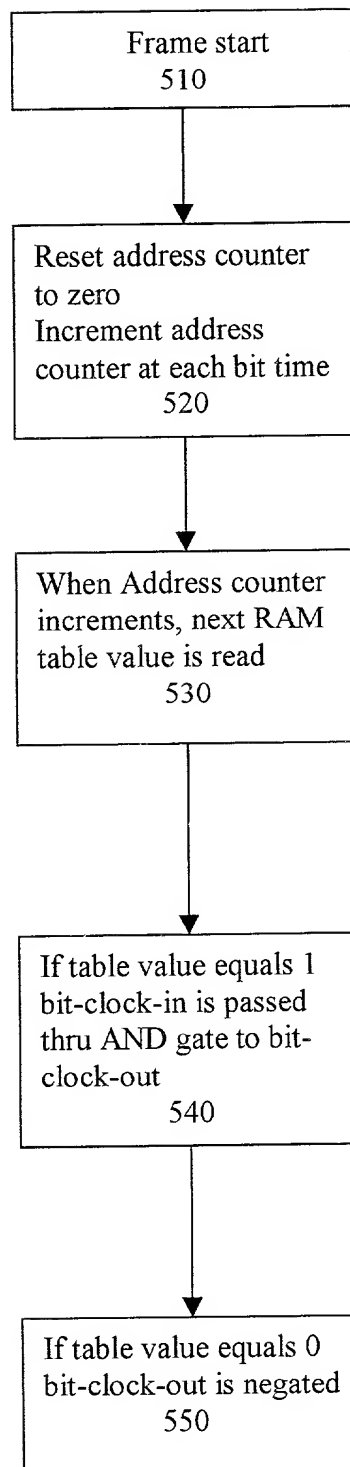 Frame start
510
Reset address counter
to zero
Increment address
counter at each bit time
520
When Address counter
increments, next RAM
table value is read
530
If table value equals 1
bit-clock-in is passed
thru AND gate to bit-
clock-out
540
If table value equals 0
bit-clock-out is negated
550